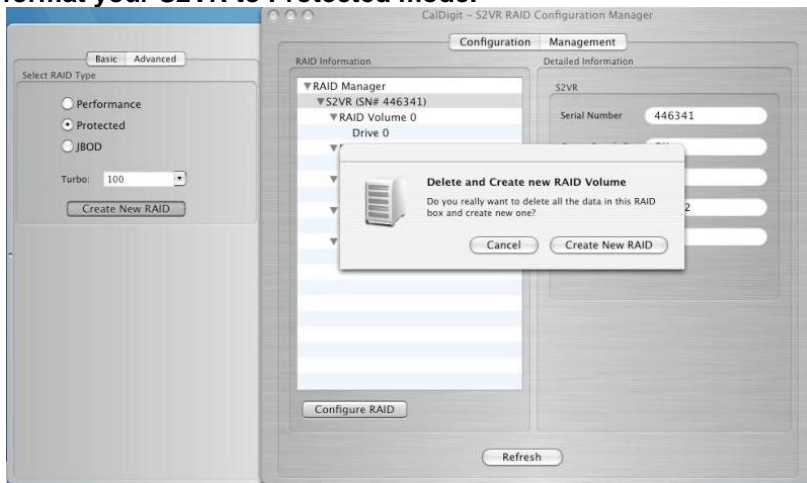 format your S2VR to Protected mode.
CalDigit – S2VR RAID Configuration Manager
Basic Advanced
Select RAID Type
Performance
Protected
JBOD
Turbo: 100
Create New RAID
Configuration Management
RAID Information
RAID Manager
S2VR (SN# 446341)
RAID Volume 0
Drive 0
Configure RAID
Detailed Information
S2VR
Serial Number 446341
2
Delete and Create new RAID Volume
Do you really want to delete all the data in this RAID
box and create new one?
Cancel Create New RAID
Refresh